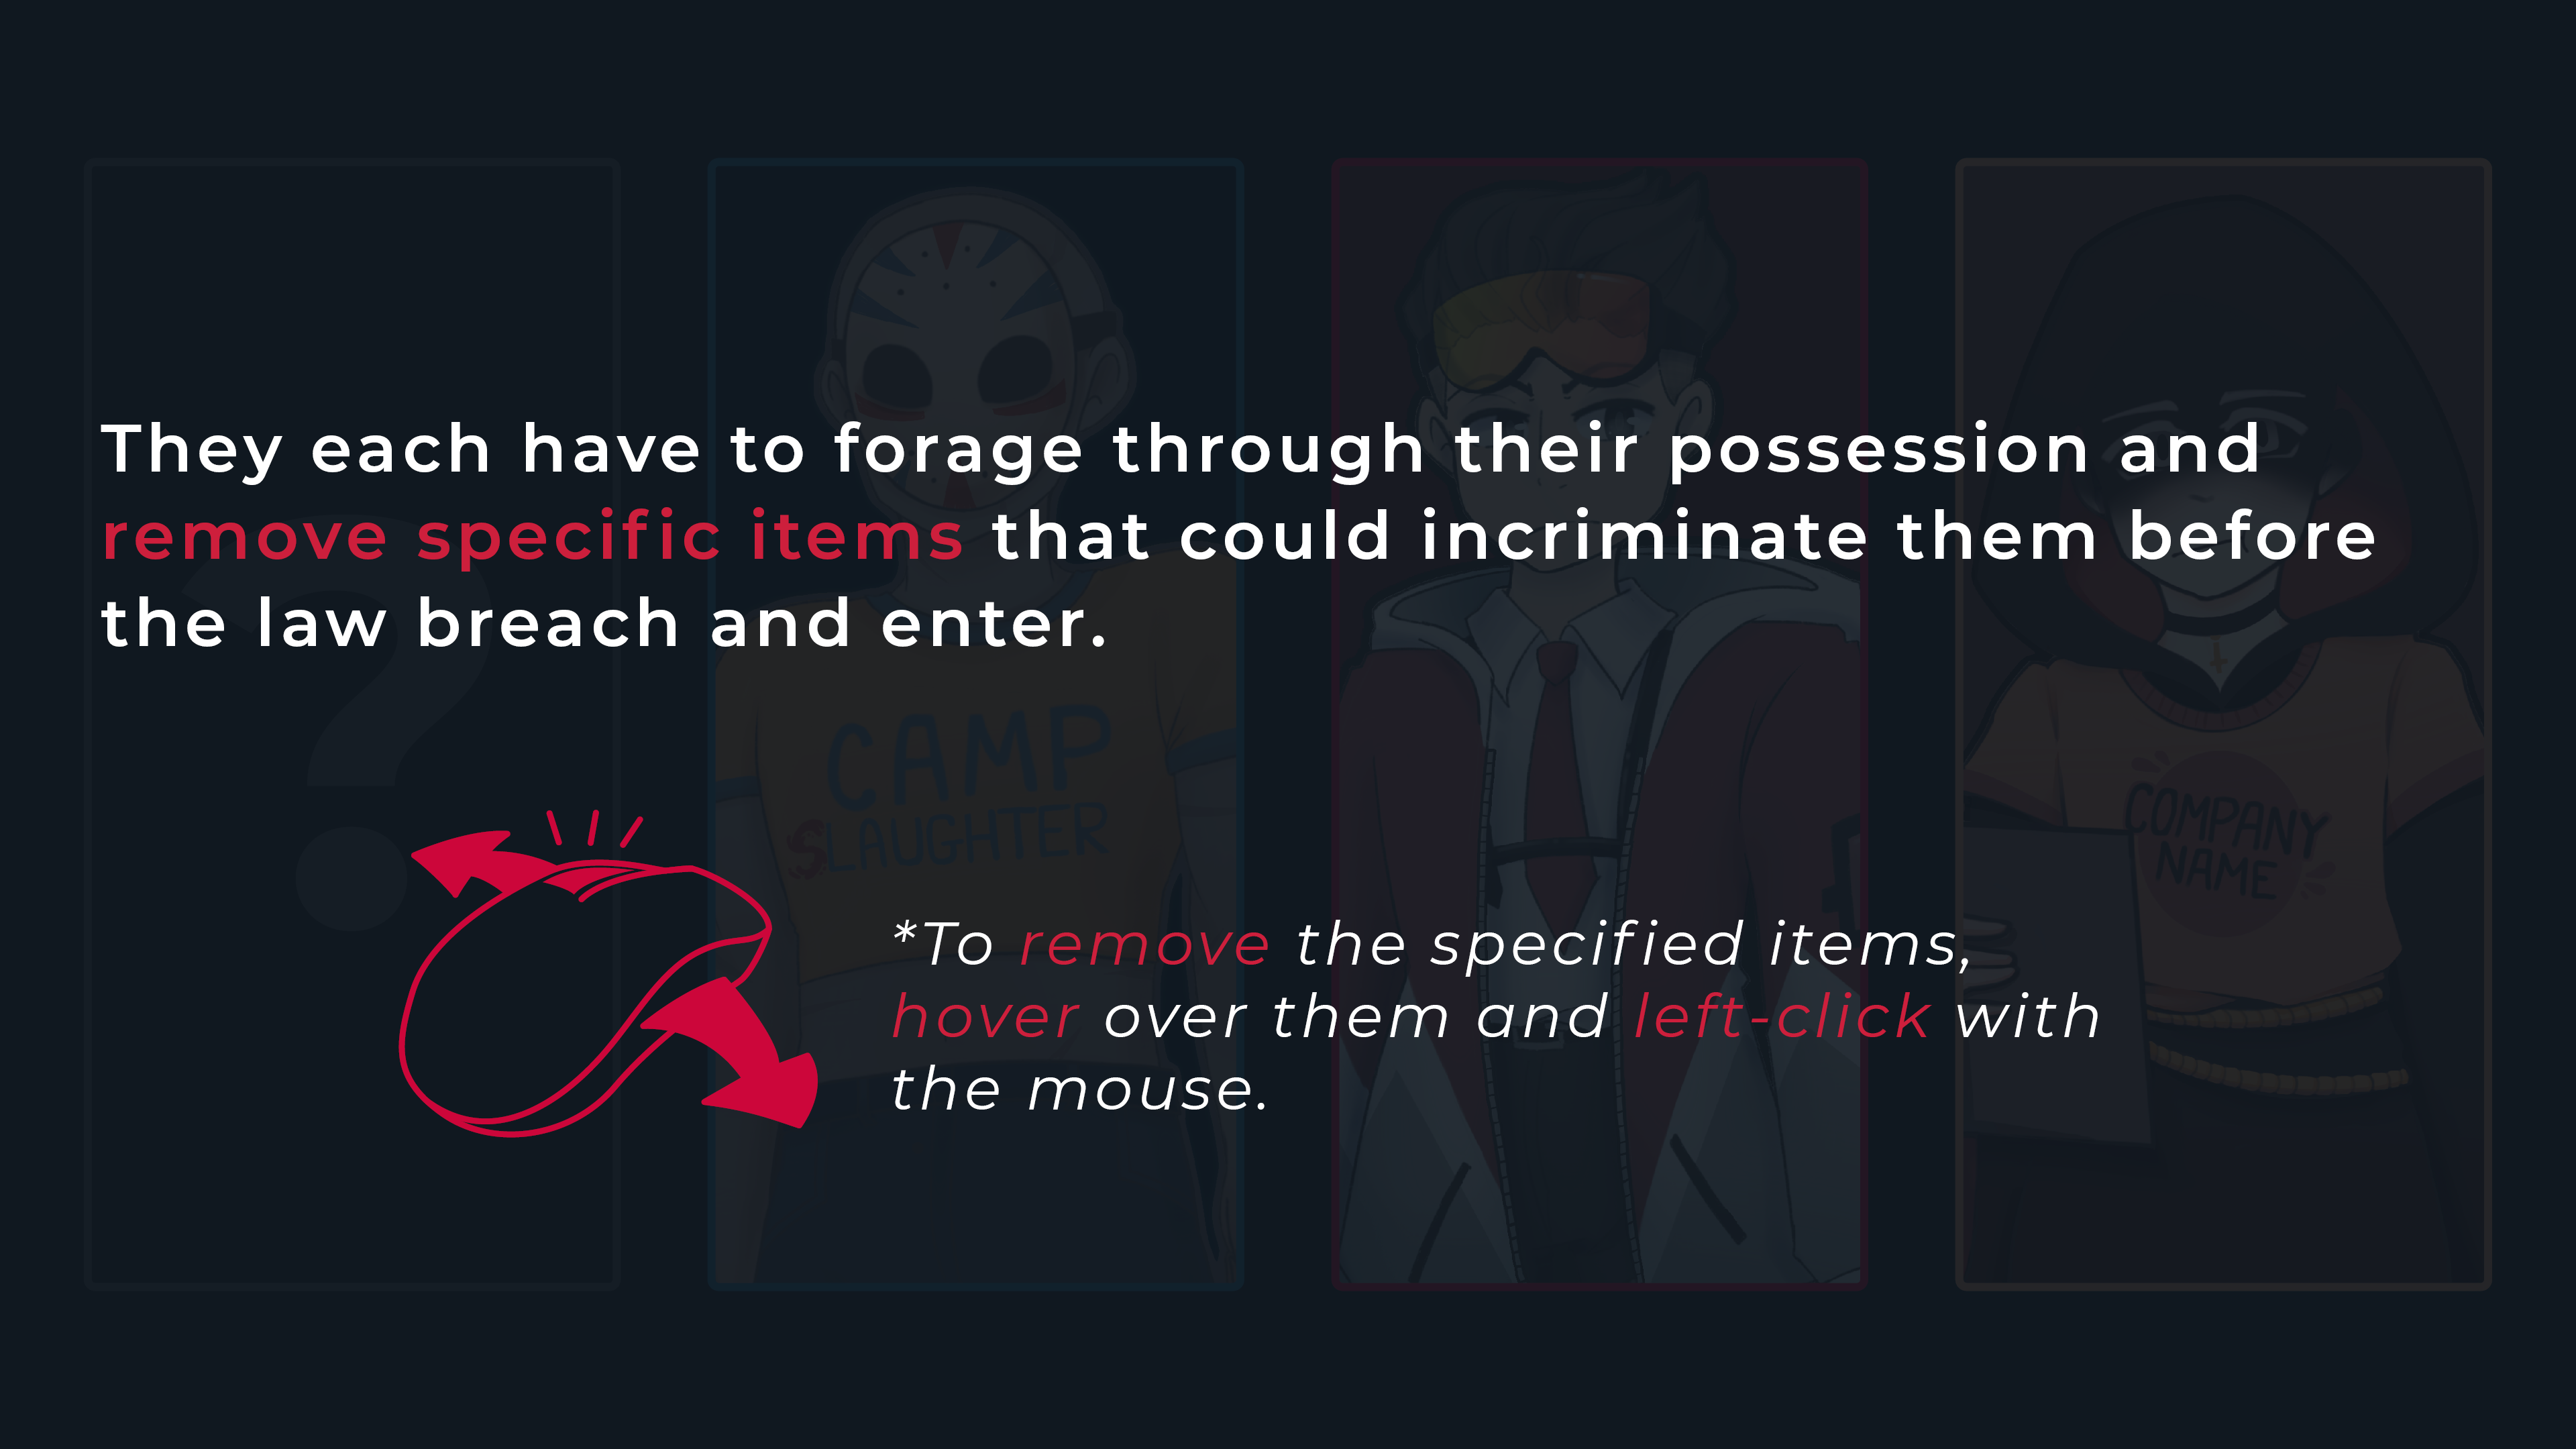 They each have to forage through their possession and
remove specific items that could incriminate them before
the law breach and enter.
?
CAMP
$LAUGHTER
COMPANY
NAME
*To remove the specified items,
hover over them and left-click with
the mouse.